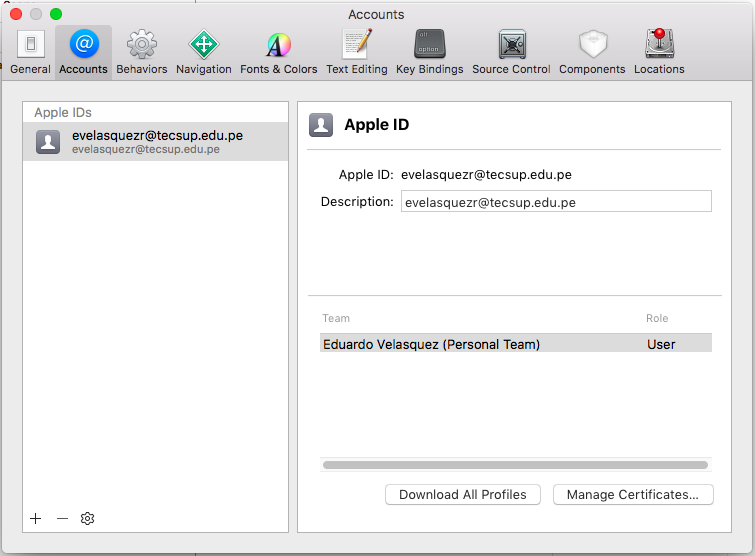 Accounts
General Accounts Behaviors Navigation Fonts & Colors Text Editing Key Bindings Source Control Components Locations
alt
option
Apple IDs
evelasquezr@tecsup.edu.pe
evelasquezr@tecsup.edu.pe
Apple ID
Apple ID: evelasquezr@tecsup.edu.pe
Description: evelasquezr@tecsup.edu.pe
Team Role
Eduardo Velasquez (Personal Team) User
Download All Profiles Manage Certificates...